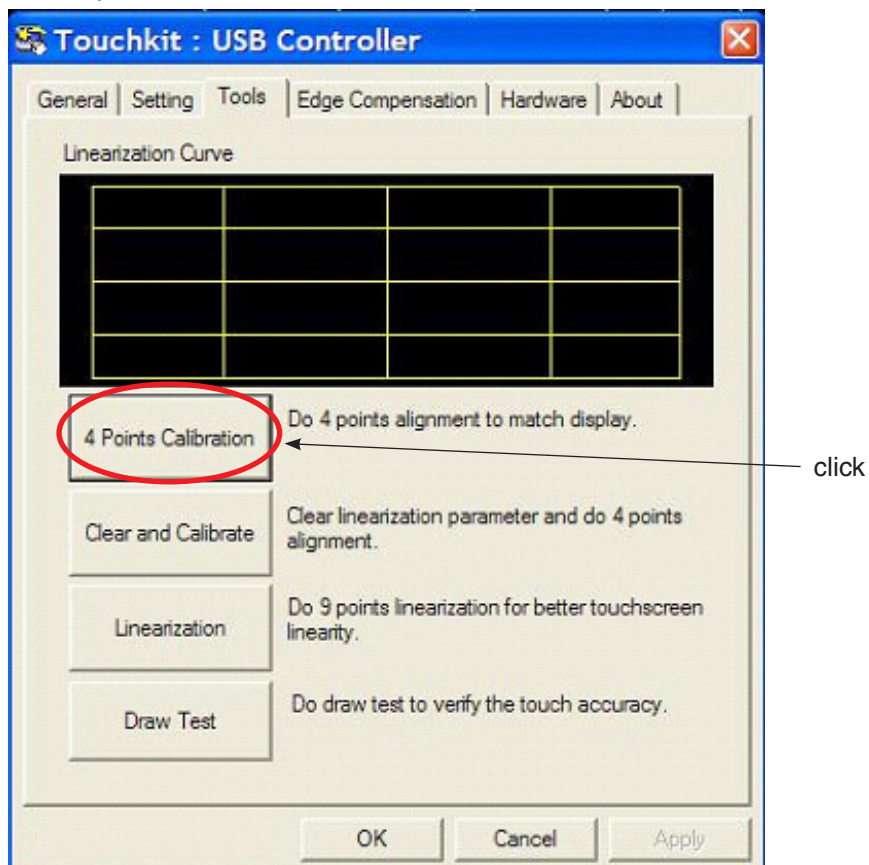 Touchkit : USB Controller
General Setting Tools Edge Compensation Hardware About
Linearization Curve
4 Points Calibration
Do 4 points alignment to match display.
click
Clear and Calibrate
Clear linearization parameter and do 4 points
alignment.
Linearization
Do 9 points linearization for better touchscreen
linearity.
Draw Test
Do draw test to verify the touch accuracy.
OK Cancel Apply